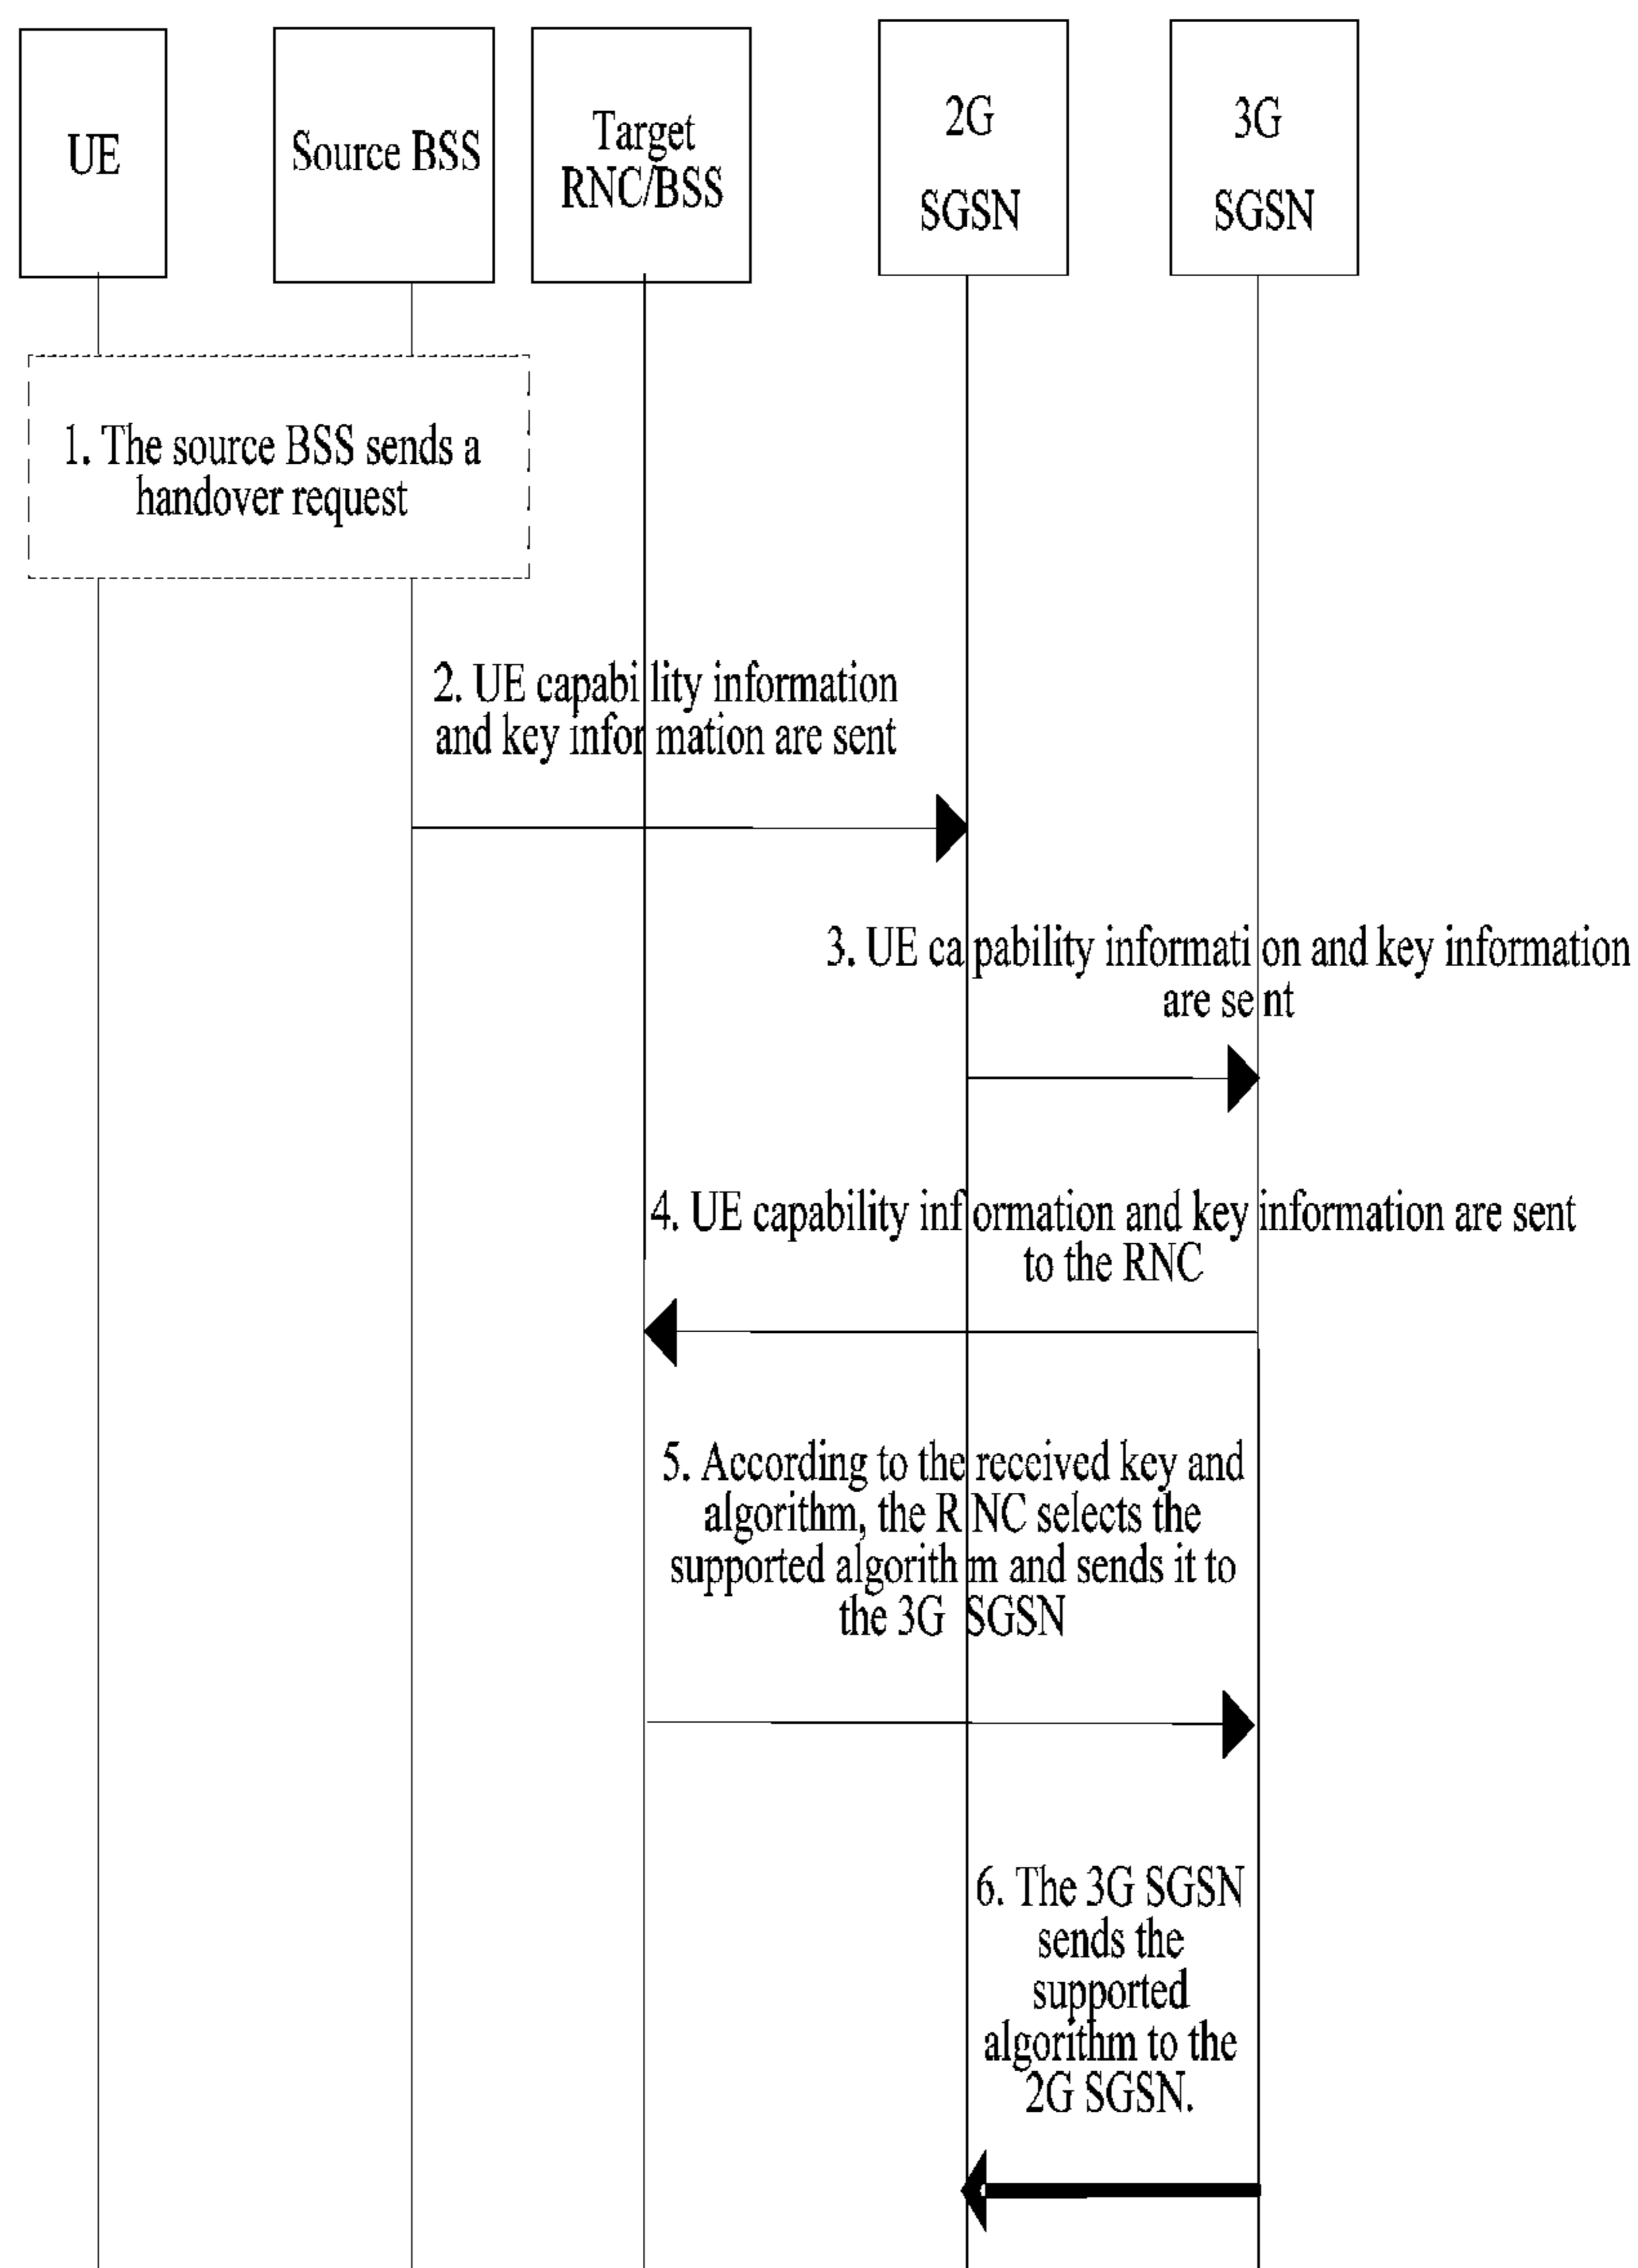 UE
Source BSS
Target
RNC/BSS
2G
SGSN
3G
SGSN
1. The source BSS sends a
handover request
2. UE capability information
and key information are sent
3. UE capability information and key information
are sent
4. UE capability information and key information are sent
to the RNC
5. According to the received key and
algorithm, the RNC selects the
supported algorithm and sends it to
the 3G SGSN
6. The 3G SGSN
sends the
supported
algorithm to the
2G SGSN.